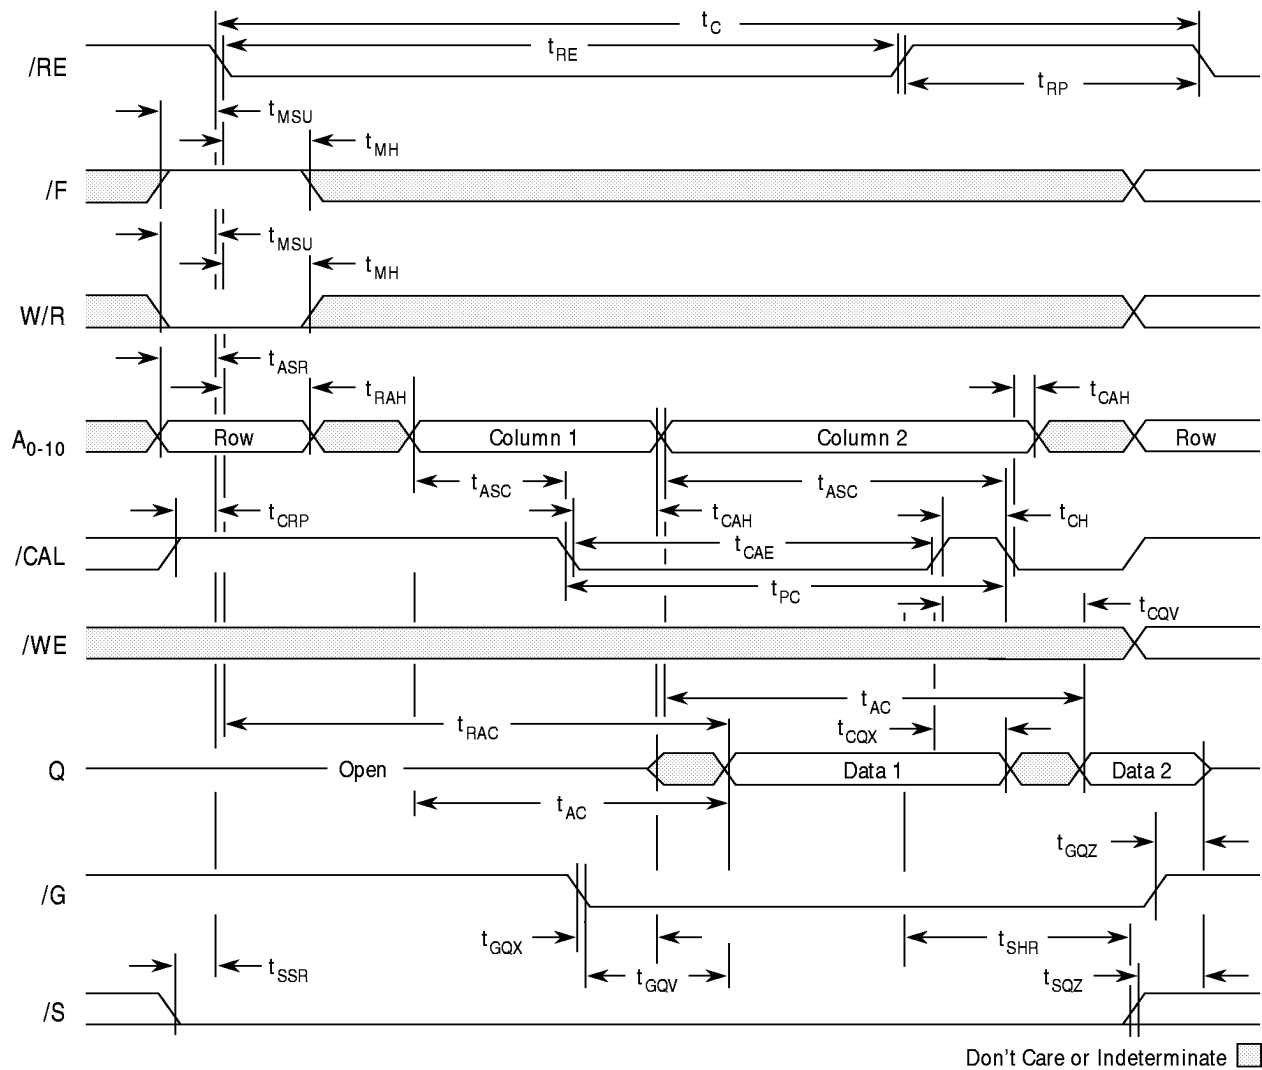 tC
/RE
tRE
tRP
tMSU
tMH
/F
tMSU
tMH
W/R
tASR
tRAH
tCAH
A0-10
Row
Column 1
Column 2
Row
tASC
tASC
tCRP
tCAH
tCH
/CAL
tCAE
tPC
tCQV
/WE
tAC
tRAC
tCQX
Q
Open
Data 1
Data 2
tAC
tGQZ
/G
tGQX
tSHR
tSSR
tGQV
tSQZ
/S
Don't Care or Indeterminate